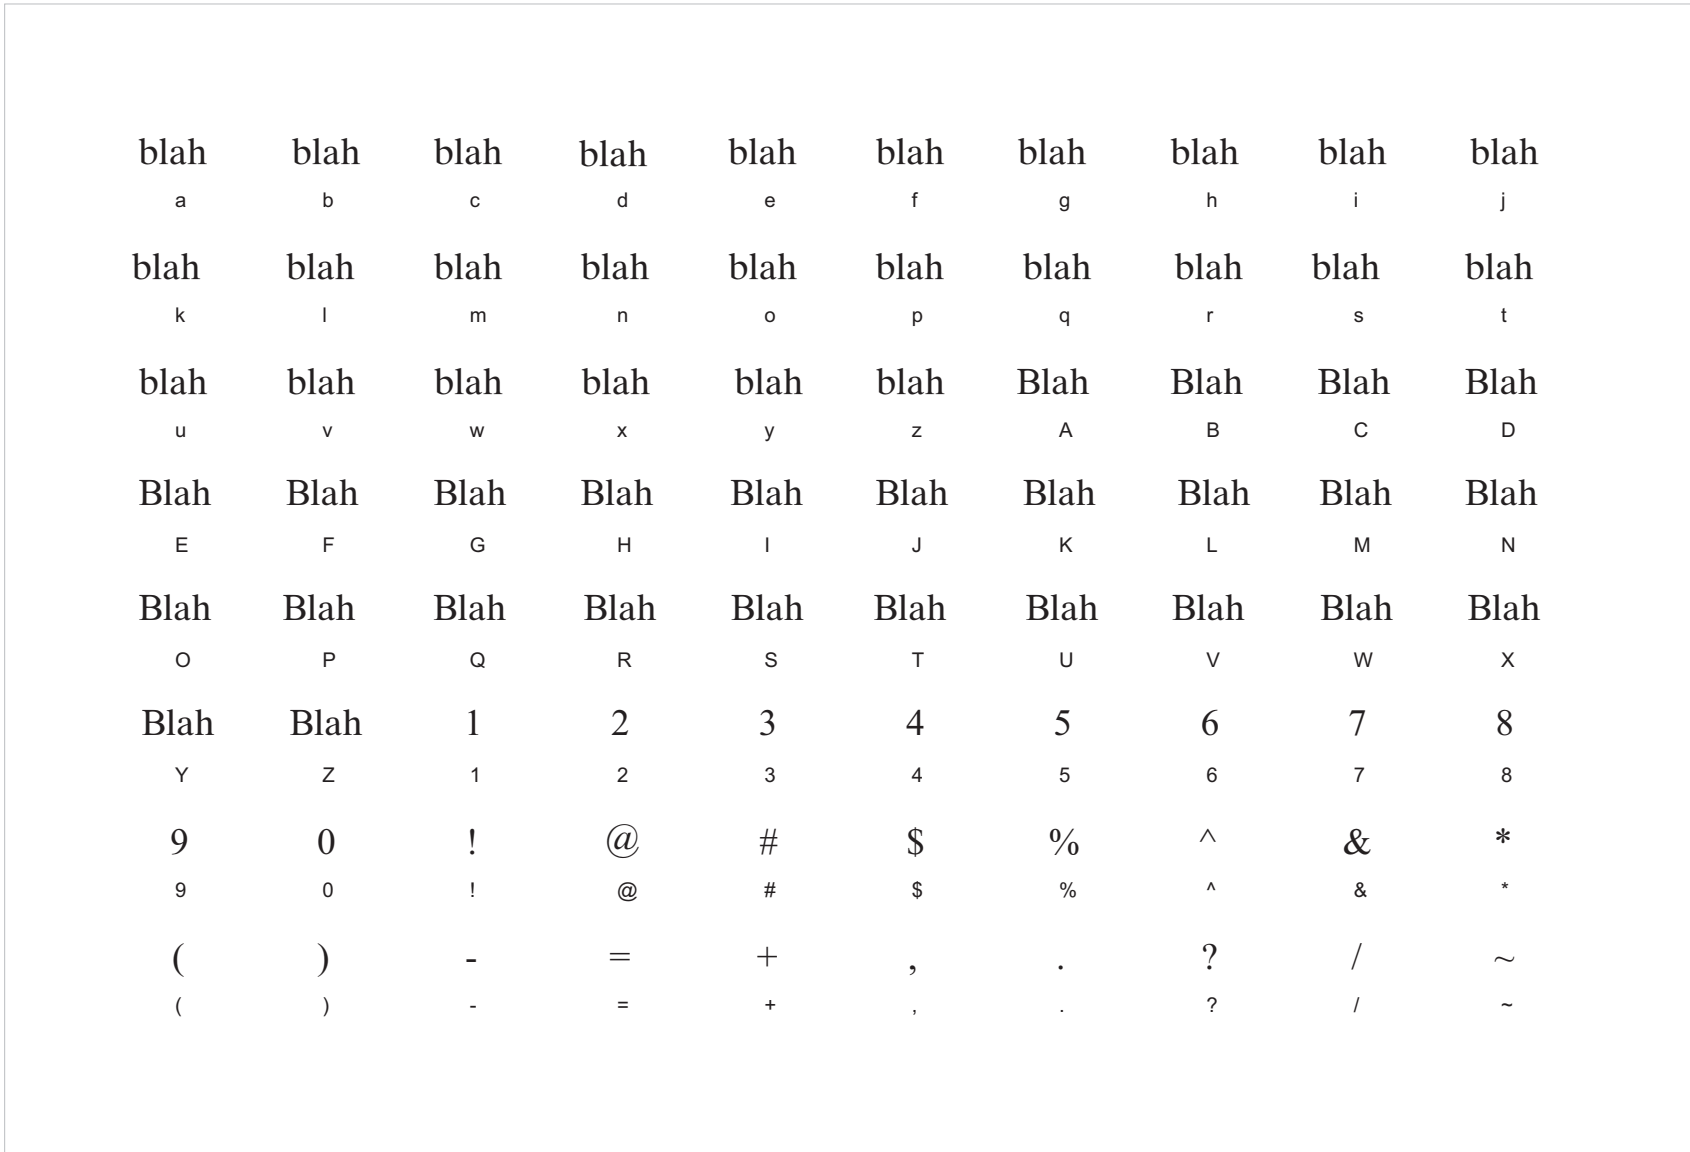 blah blah blah blah blah blah blah blah blah blah
a b c d e f g h i j
blah blah blah blah blah blah blah blah blah blah
k l m n o p q r s t
blah blah blah blah blah blah Blah Blah Blah Blah
u v w x y z A B C D
Blah Blah Blah Blah Blah Blah Blah Blah Blah Blah
E F G H I J K L M N
Blah Blah Blah Blah Blah Blah Blah Blah Blah Blah
O P Q R S T U V W X
Blah Blah 1 2 3 4 5 6 7 8
Y Z 1 2 3 4 5 6 7 8
9 0 ! @ # $ % ^ & *
9 0 ! @ # $ % ^ & *
( ) - = + , . ? / ~
( ) - = + , . ? / ~